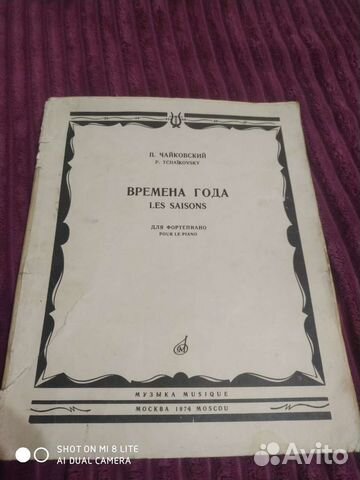 П. ЧАЙКОВСКИЙ
P. TCHAÏKOVSKY
ВРЕМЕНА ГОДА
LES SAISONS
ДЛЯ ФОРТЕПИАНО
POUR LE PIANO
МУЗЫКА MUSIQUE
МОСКВА 1976 MOSCOU
SHOT ON MI 8 LITE
AI DUAL CAMERA
Avito